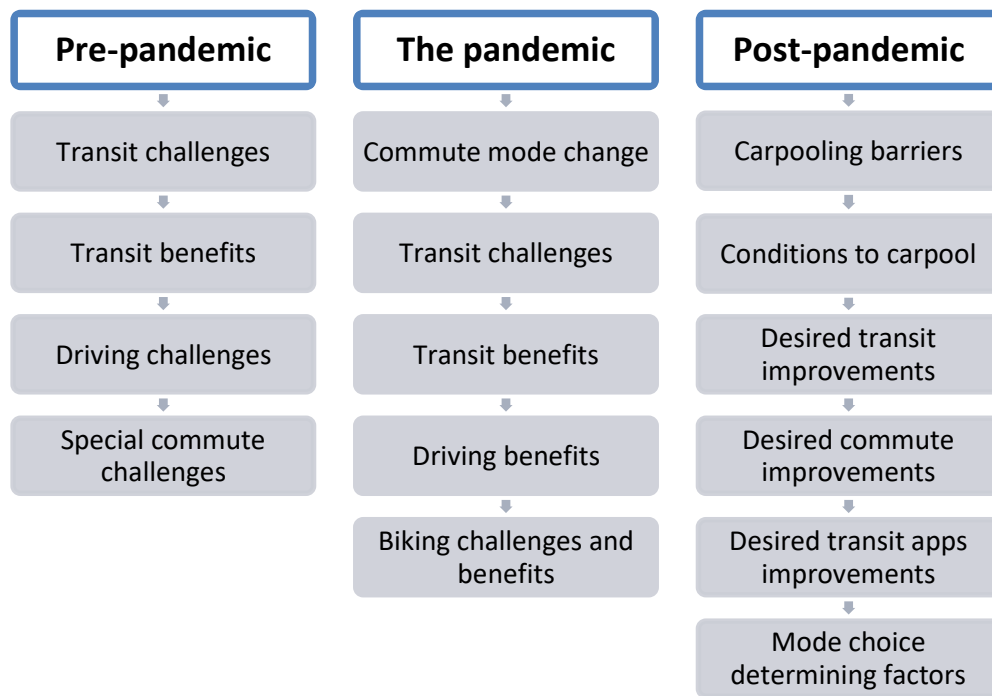 Pre-pandemic
Transit challenges
Transit benefits
Driving challenges
Special commute
challenges
The pandemic
Commute mode change
Transit challenges
Transit benefits
Driving benefits
Biking challenges and
benefits
Post-pandemic
Carpooling barriers
Conditions to carpool
Desired transit
improvements
Desired commute
improvements
Desired transit apps
improvements
Mode choice
determining factors